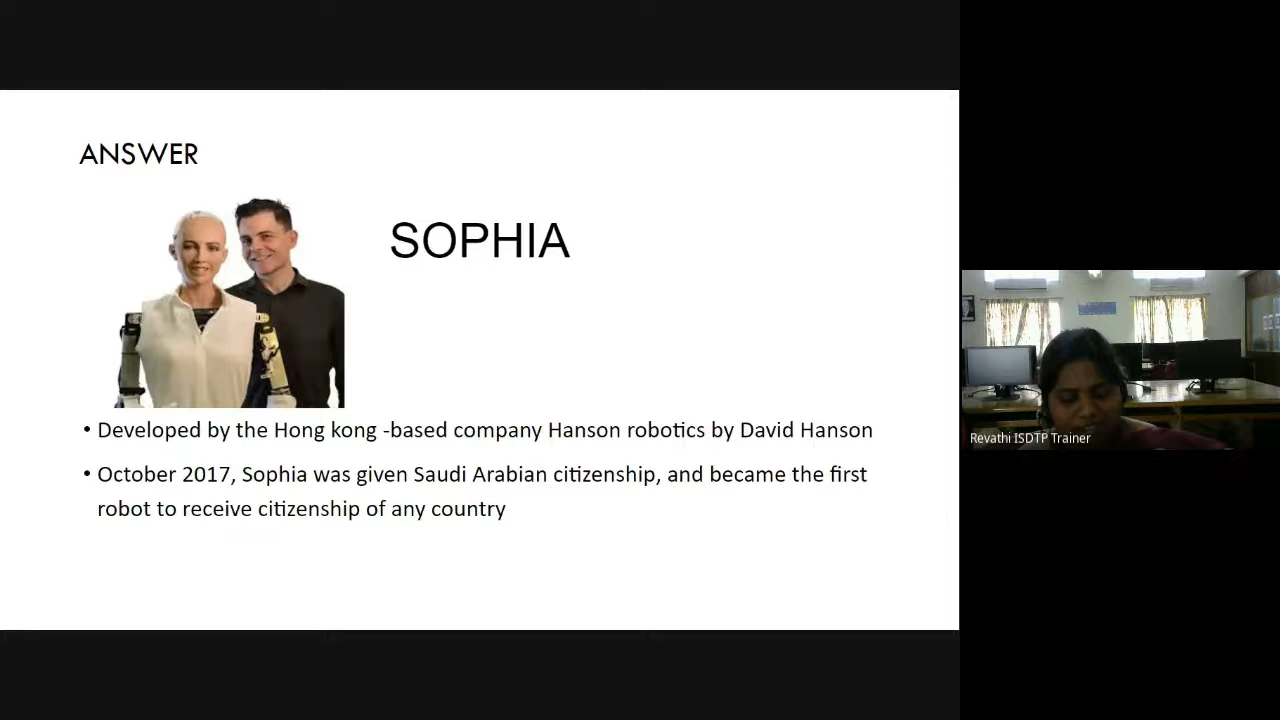 ANSWER
SOPHIA
• Developed by the Hong kong -based company Hanson robotics by David Hanson
• October 2017, Sophia was given Saudi Arabian citizenship, and became the first
robot to receive citizenship of any country
Revathi ISDTP Trainer